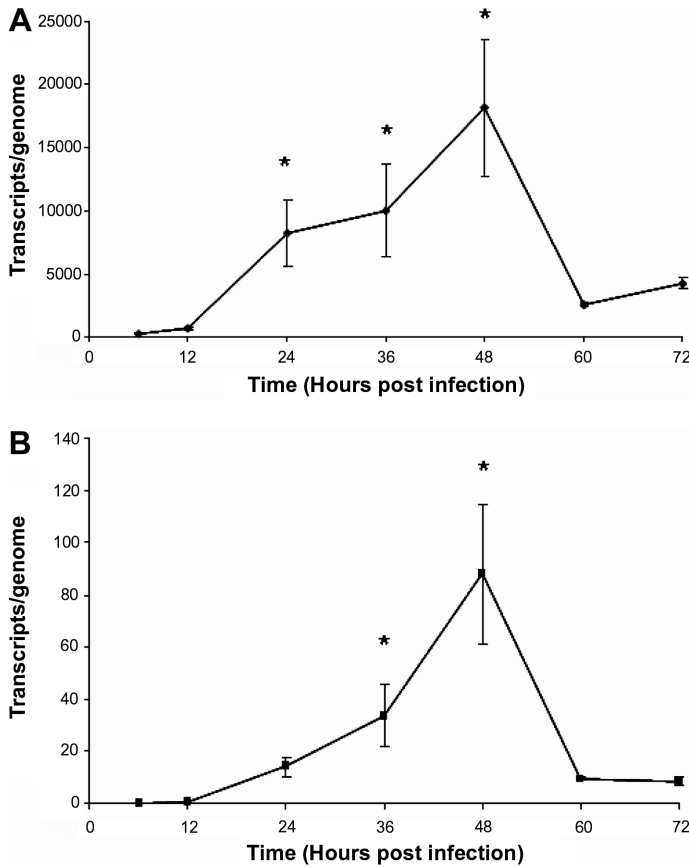 A
Transcripts/genome
25000
20000
15000
10000
5000
0
* * *
0 12 24 36 48 60 72
Time (Hours post infection)
B
Transcripts/genome
140
120
100
80
60
40
20
0
* *
0 12 24 36 48 60 72
Time (Hours post infection)